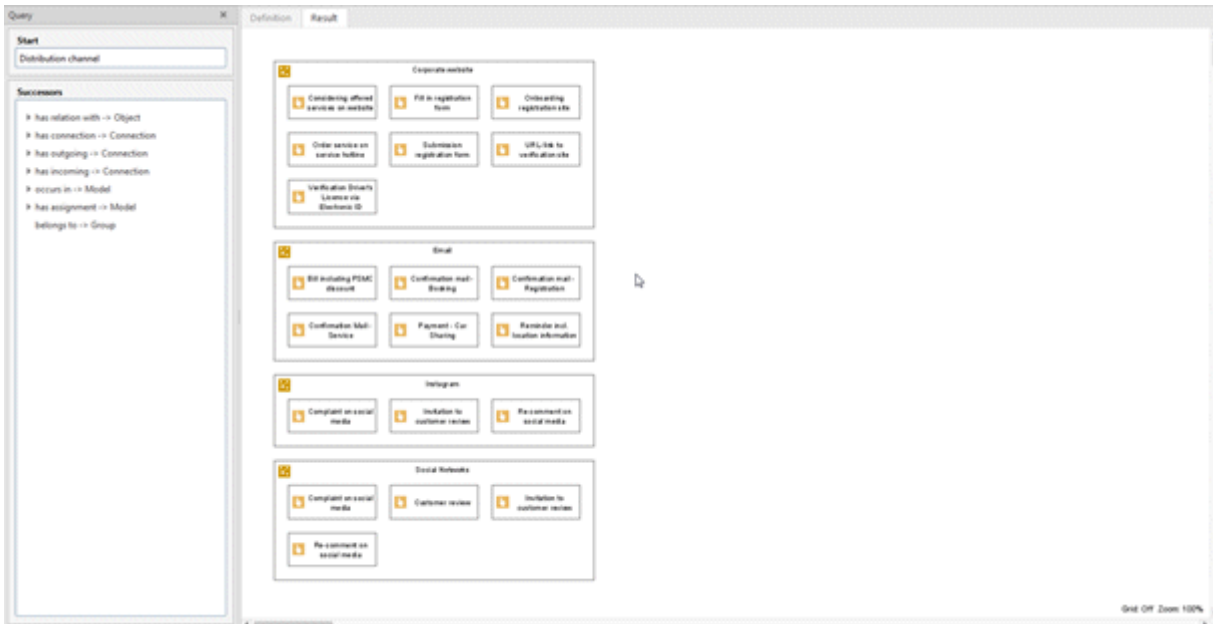 Query
Start
Distribution channel
Successors
has relation with -> Object
has connection -> Connection
has outgoing -> Connection
has incoming -> Connection
occurs in -> Model
has assignment -> Model
belongs to -> Group
Definition Result
Corporate website
Considering offered
services on website
Fill in registration
form
Onboarding
registration site
Order service on
service hotline
Submission
registration form
URL-link to
verification site
Verification Driver's
License via
Electronic ID
Email
Bill including PSMC
discount
Confirmation mail-
Booking
Confirmation mail-
Registration
Confirmation Mail-
Service
Payment - Car
Sharing
Reminder incl.
location information
Instagram
Complaint on social
media
Invitation to
customer review
Re-comment on
social media
Social Networks
Complaint on social
media
Customer review
Invitation to
customer review
Re-comment on
social media
Grid: Off Zoom: 100%